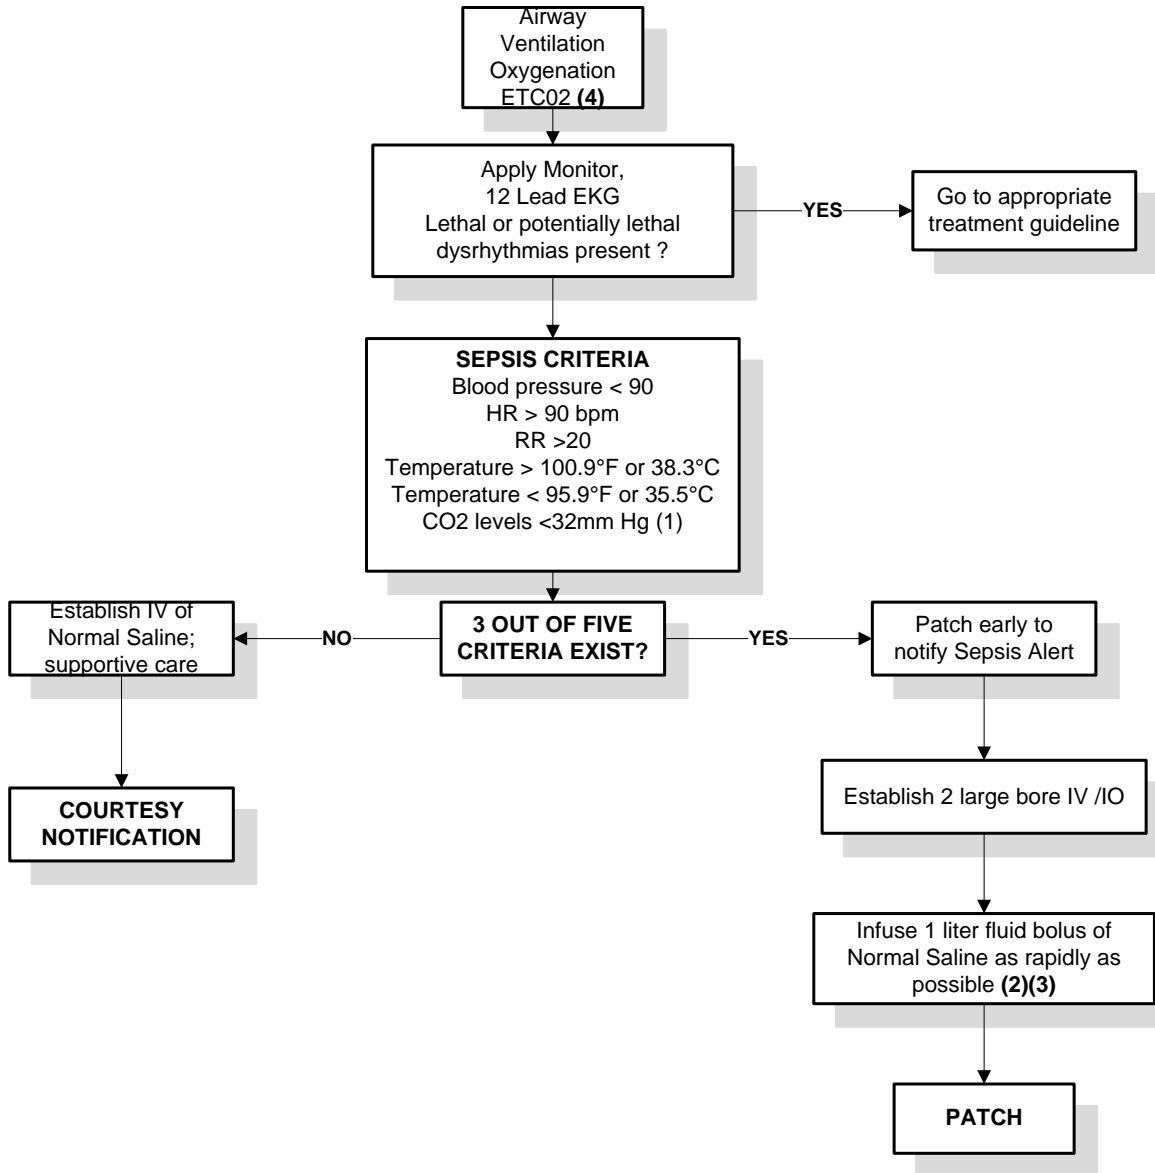 Airway
Ventilation
Oxygenation
ETC02 (4)
Apply Monitor,
12 Lead EKG
Lethal or potentially lethal
dysrhythmias present ?
YES
Go to appropriate
treatment guideline
SEPSIS CRITERIA
Blood pressure < 90
HR > 90 bpm
RR >20
Temperature > 100.9°F or 38.3°C
Temperature < 95.9°F or 35.5°C
CO2 levels <32mm Hg (1)
3 OUT OF FIVE
CRITERIA EXIST?
NO
Establish IV of
Normal Saline;
supportive care
COURTESY
NOTIFICATION
YES
Patch early to
notify Sepsis Alert
Establish 2 large bore IV /IO
Infuse 1 liter fluid bolus of
Normal Saline as rapidly as
possible (2)(3)
PATCH